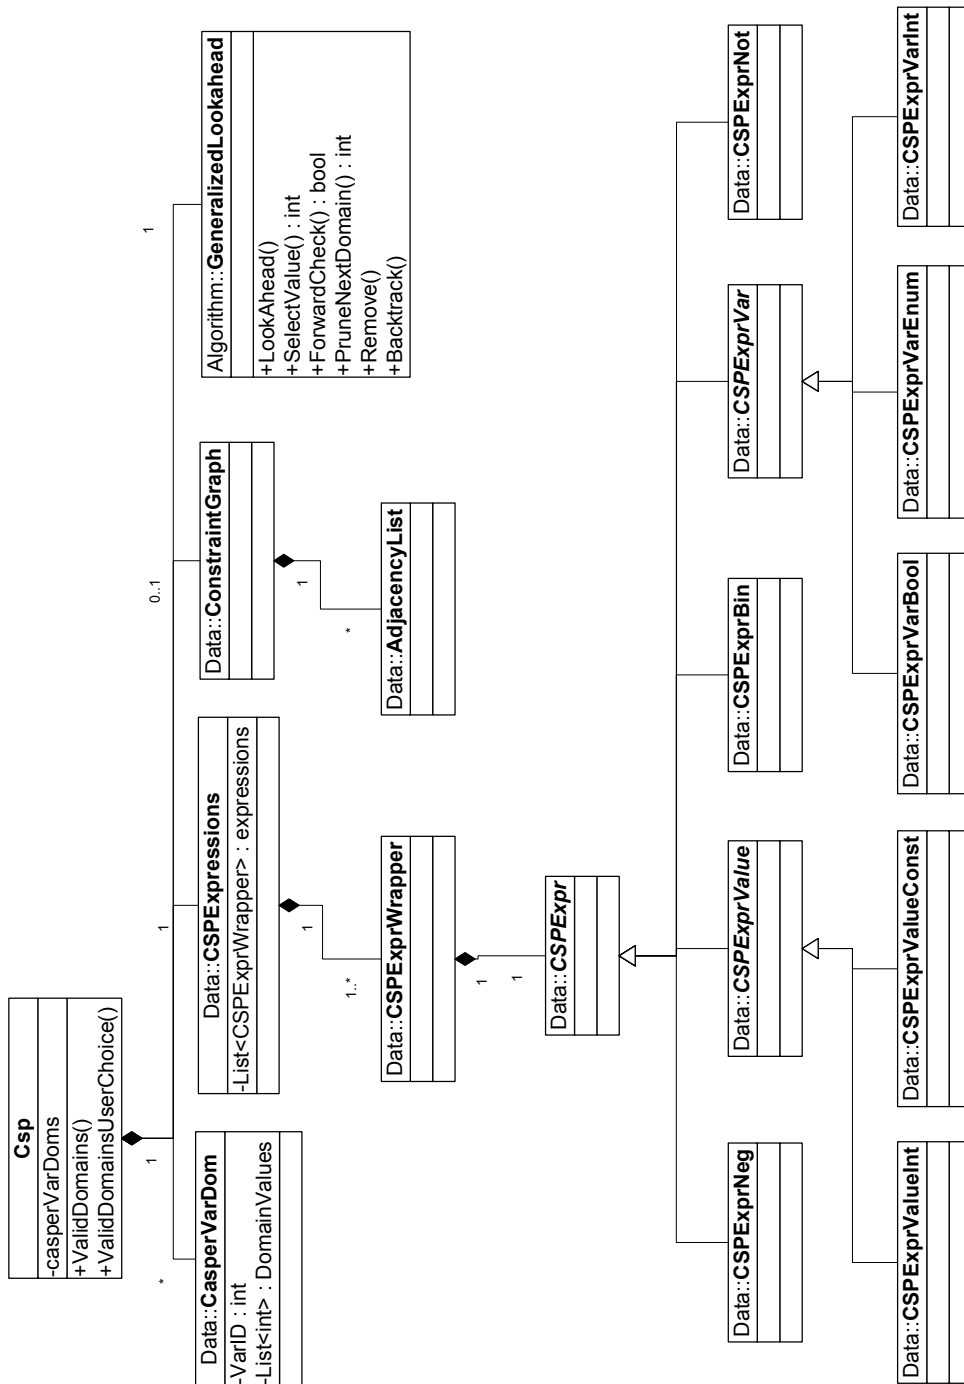 Csp
-casperVarDoms
+ValidDomains()
+ValidDomainsUserChoice()
1
*
1
0..1
1
Data::CasperVarDom
-VarID : int
-List<int> : DomainValues
Data::CSPExpressions
-List<CSPExprWrapper> : expressions
Data::ConstraintGraph
Algorithm::GeneralizedLookahead
+LookAhead()
+SelectValue() : int
+ForwardCheck() : bool
+PruneNextDomain() : int
+Remove()
+Backtrack()
1
1..*
1
*
Data::CSPExprWrapper
Data::AdjacencyList
1
1
Data::CSPExpr
Data::CSPExprNeg
Data::CSPExprValue
Data::CSPExprBin
Data::CSPExprVar
Data::CSPExprNot
Data::CSPExprValueInt
Data::CSPExprValueConst
Data::CSPExprVarBool
Data::CSPExprVarEnum
Data::CSPExprVarInt